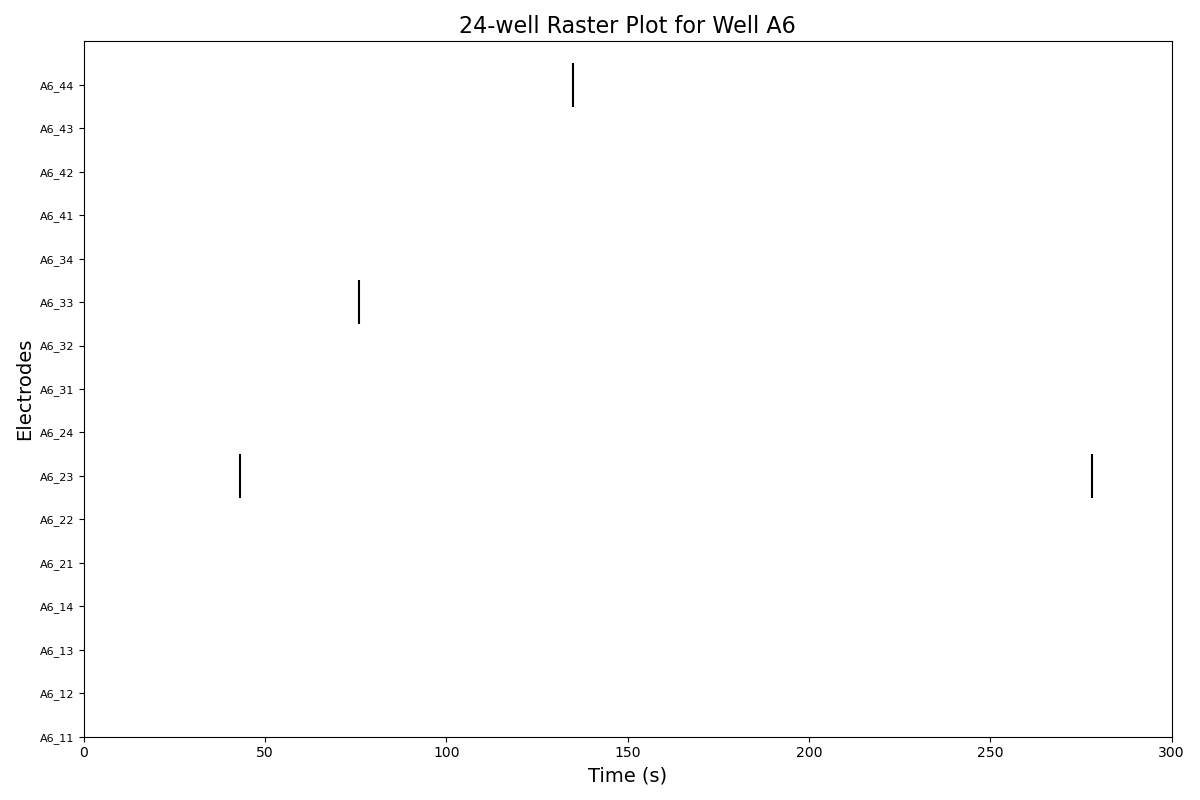 24-well Raster Plot for Well A6
A6_44
A6_43
A6_42
A6_41
A6_34
A6_33
A6_32
A6_31
A6_24
A6_23
A6_22
A6_21
A6_14
A6_13
A6_12
A6_11
Electrodes
0 50 100 150 200 250 300
Time (s)